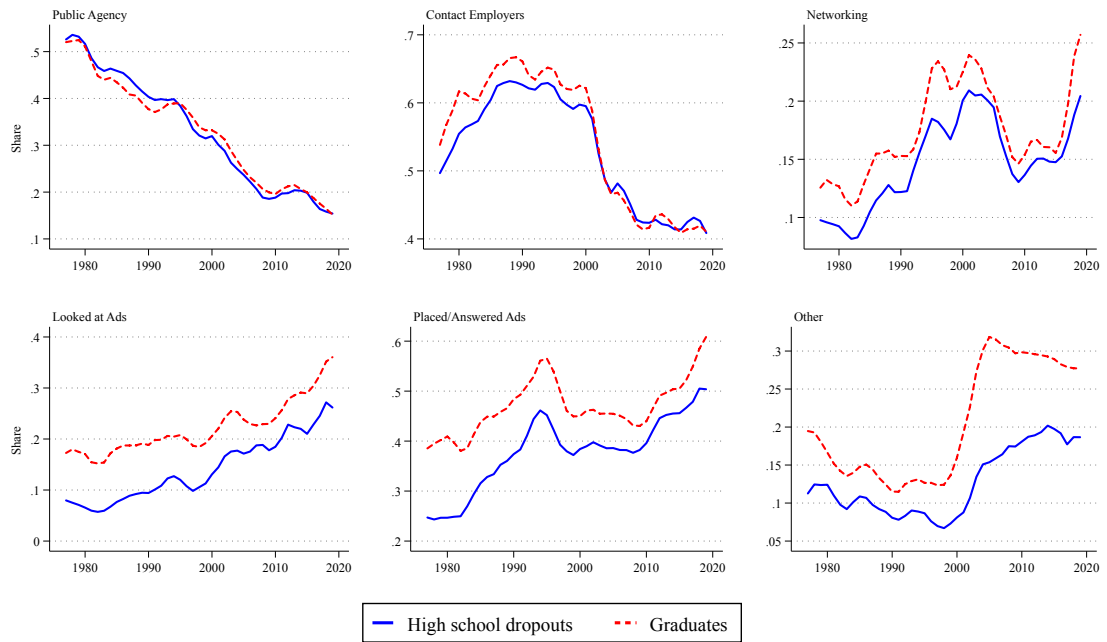 Public Agency
Contact Employers
Networking
Share
.5
.4
.3
.2
.1
1980 1990 2000 2010 2020
.7
.6
.5
.4
1980 1990 2000 2010 2020
.25
.2
.15
.1
1980 1990 2000 2010 2020
Looked at Ads
Placed/Answered Ads
Other
Share
.4
.3
.2
.1
0
1980 1990 2000 2010 2020
.6
.5
.4
.3
.2
1980 1990 2000 2010 2020
.3
.25
.2
.15
.1
.05
1980 1990 2000 2010 2020
High school dropouts Graduates